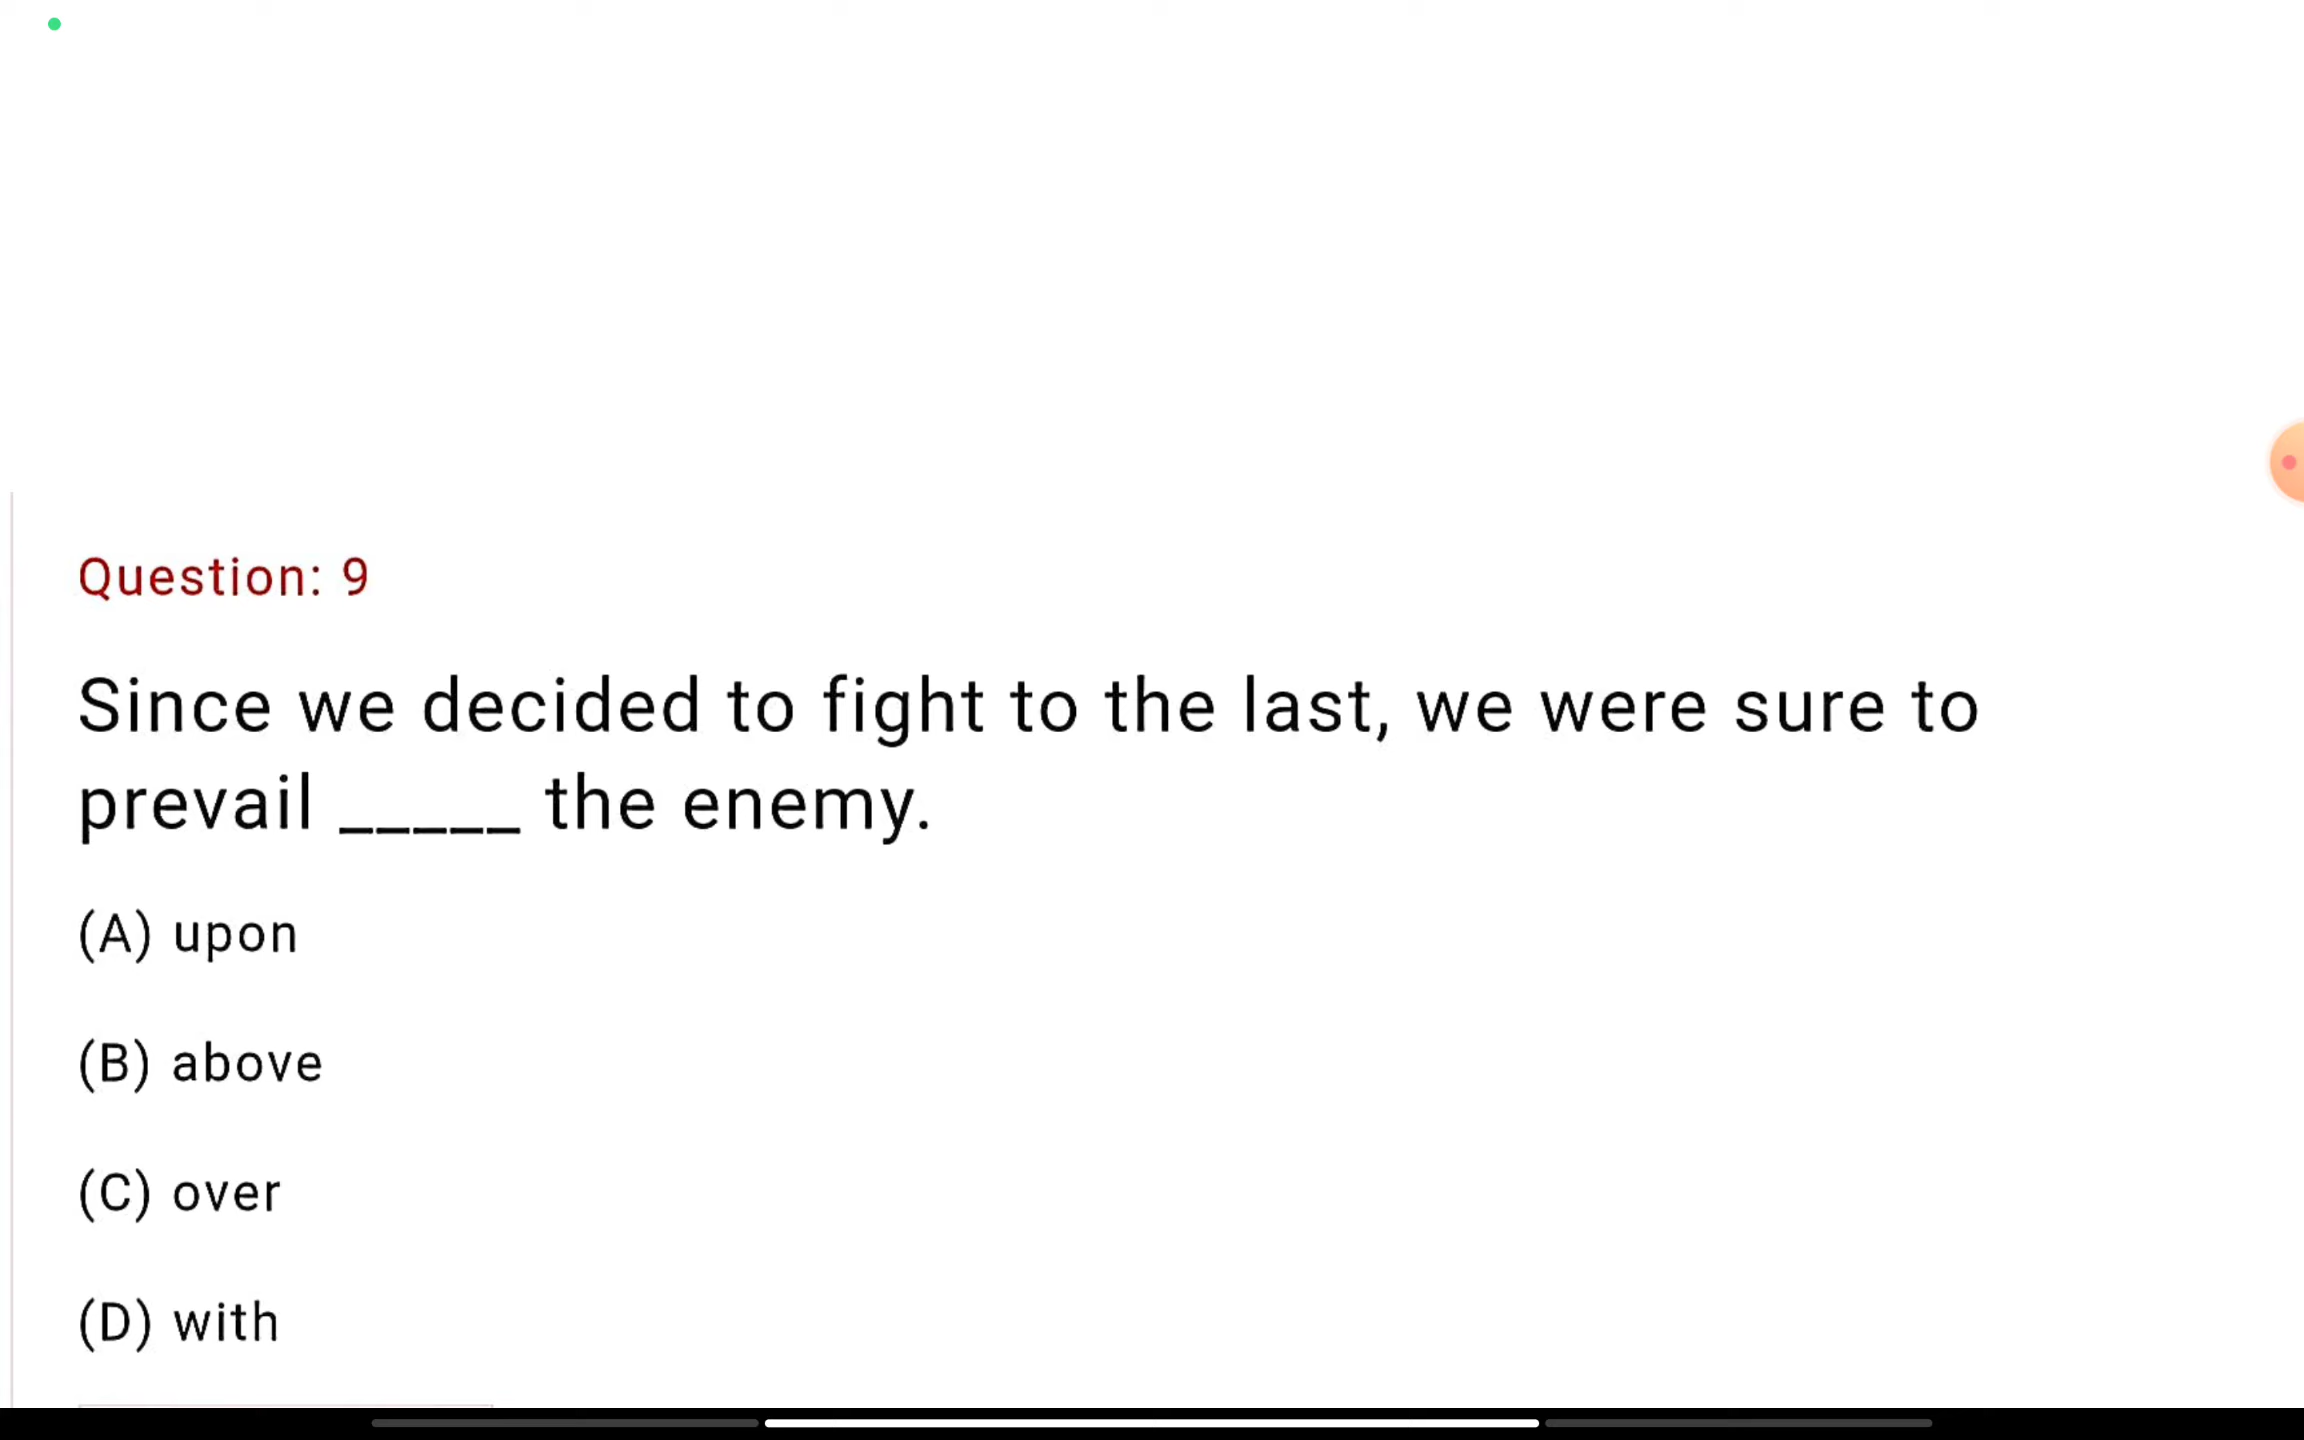 Question: 9
Since we decided to fight to the last, we were sure to
prevail _____ the enemy.
(A) upon
(B) above
(C) over
(D) with